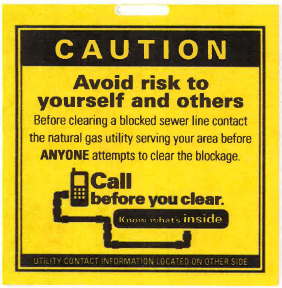 CAUTION
Avoid risk to
yourself and others
Before clearing a blocked sewer line contact
the natural gas utility serving your area before
ANYONE attempts to clear the blockage.
Call
before you clear.
Know what's inside
UTILITY CONTACT INFORMATION LOCATED ON OTHER SIDE